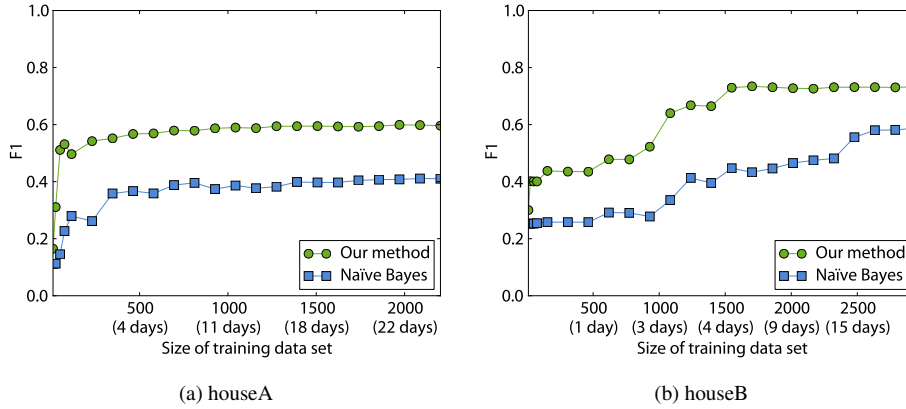 1.0
0.8
0.6
0.4
0.2
0.0
F1
Our method
Naïve Bayes
500 1000 1500 2000
(4 days) (11 days) (18 days) (22 days)
Size of training data set
(a) houseA
1.0
0.8
0.6
0.4
0.2
0.0
F1
Our method
Naïve Bayes
500 1000 1500 2000 2500
(1 day) (3 days) (4 days) (9 days) (15 days)
Size of training data set
(b) houseB